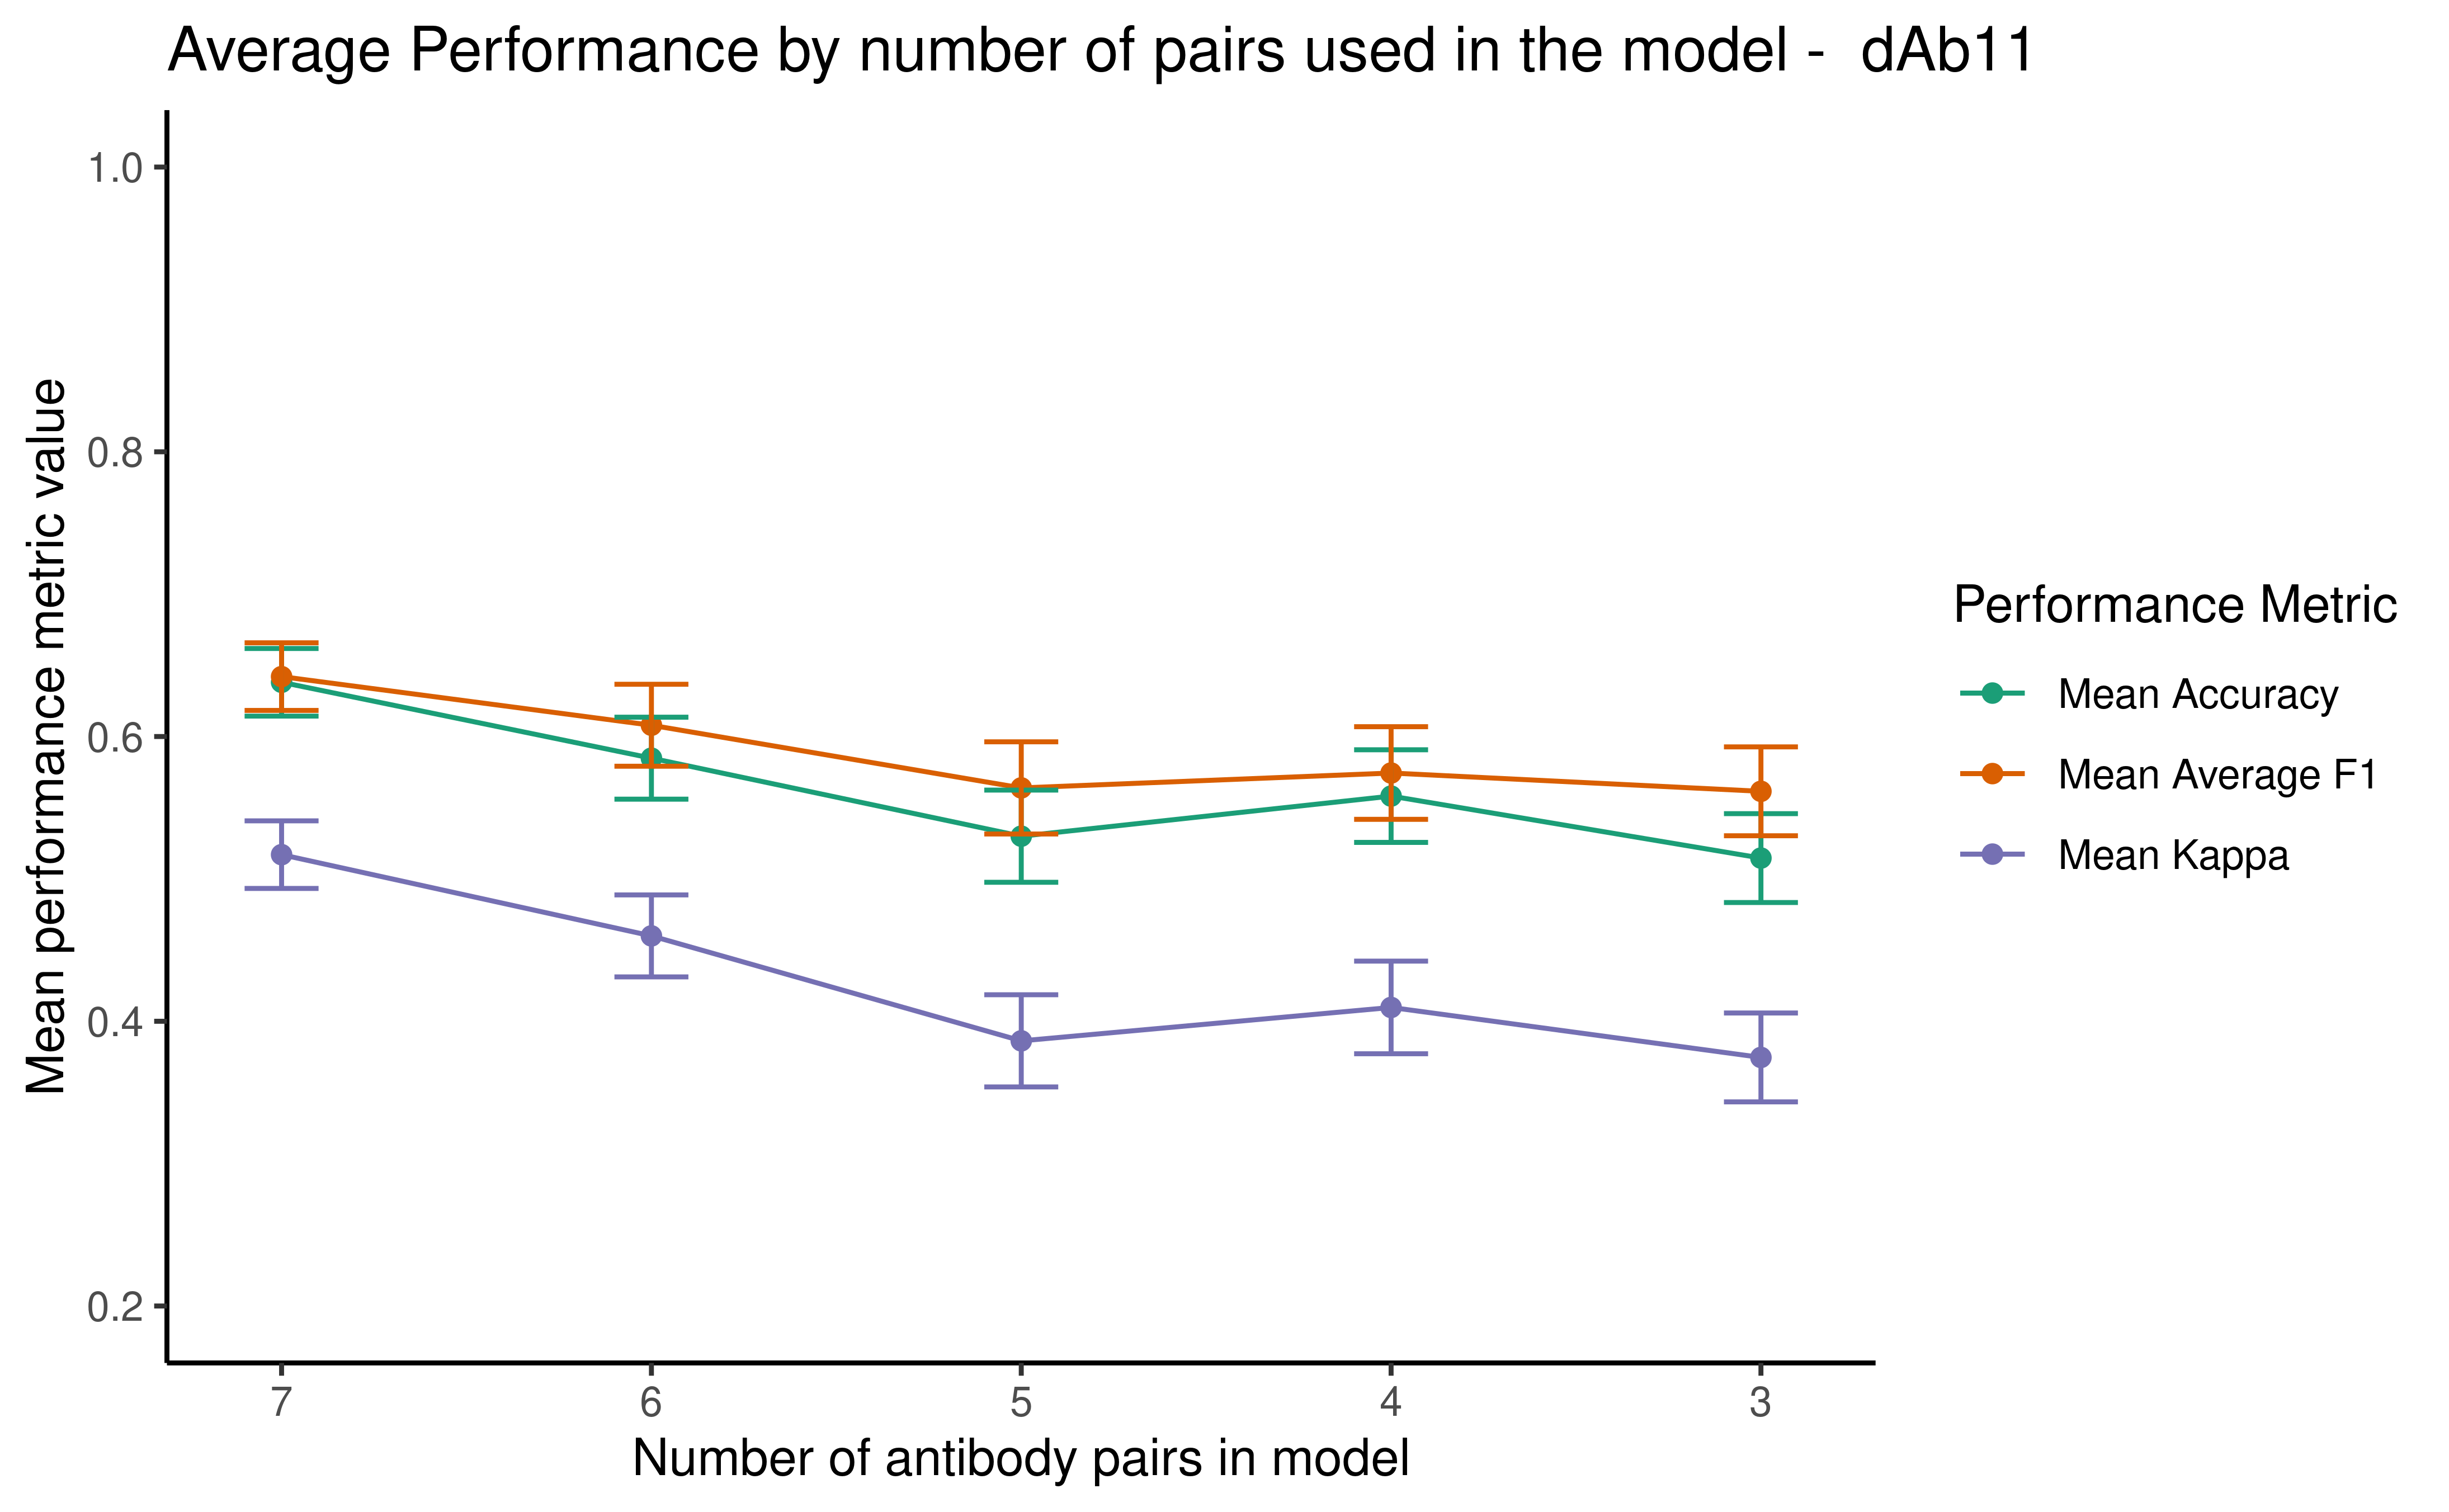 Average Performance by number of pairs used in the model -  dAb11
Mean performance metric value
1.0
0.8
0.6
0.4
0.2
7
6
5
4
3
Number of antibody pairs in model
Performance Metric
Mean Accuracy
Mean Average F1
Mean Kappa